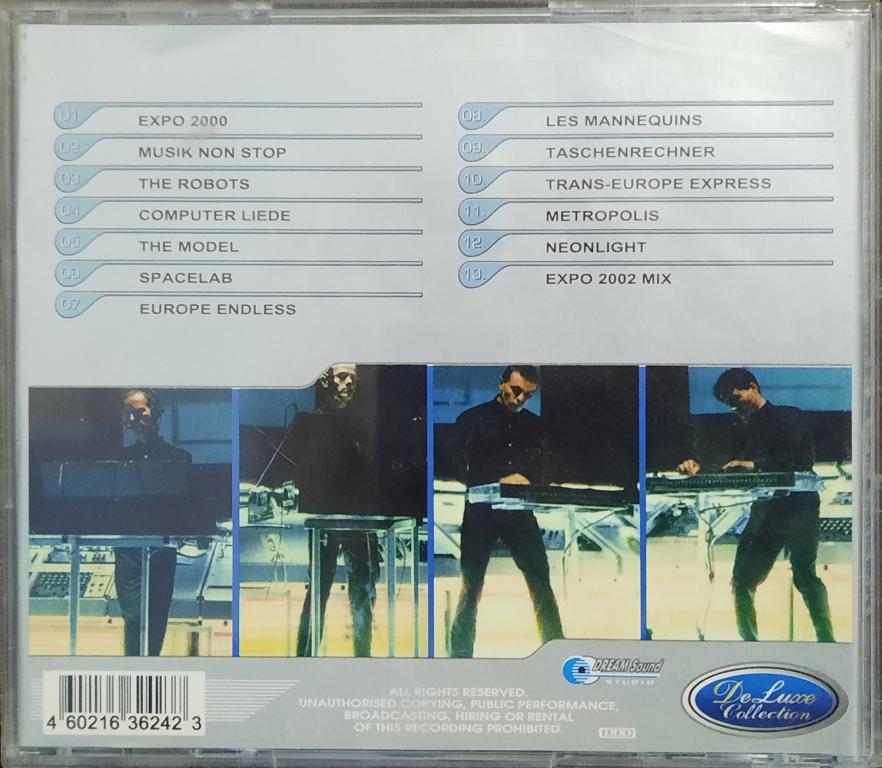 01 EXPO 2000
02 MUSIK NON STOP
03 THE ROBOTS
04 COMPUTER LIEDE
05 THE MODEL
06 SPACELAB
07 EUROPE ENDLESS
08. LES MANNEQUINS
09. TASCHENRECHNER
10. TRANS-EUROPE EXPRESS
11. METROPOLIS
12. NEONLIGHT
13. EXPO 2002 MIX
4 60216 36242 3
ALL RIGHTS RESERVED.
UNAUTHORISED COPYING, PUBLIC PERFORMANCE,
BROADCASTING, HIRING OR RENTAL
OF THIS RECORDING PROHIBITED.
DDD
DREAM Sound
STUDIO
De Luxe
Collection